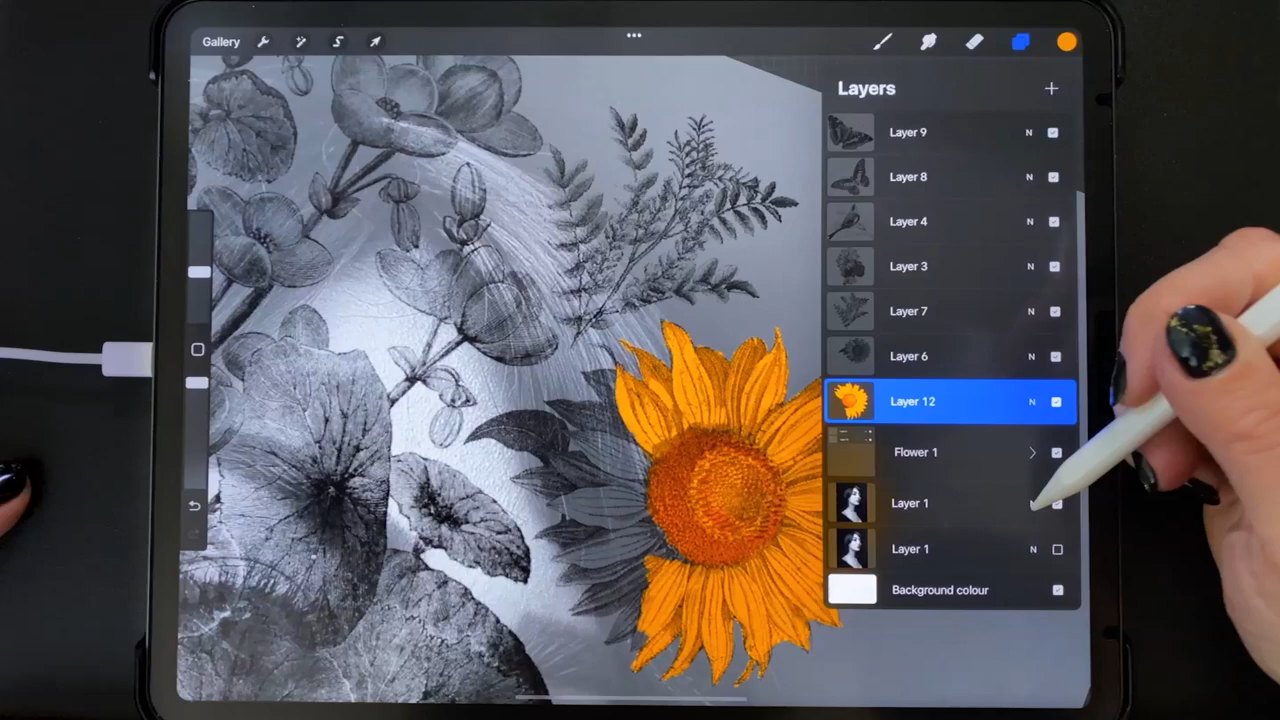 Gallery
Layers
Layer 9 N
Layer 8 N
Layer 4 N
Layer 3 N
Layer 7 N
Layer 6 N
Layer 12 N
Flower 1
Layer 1
Layer 1 N
Background colour